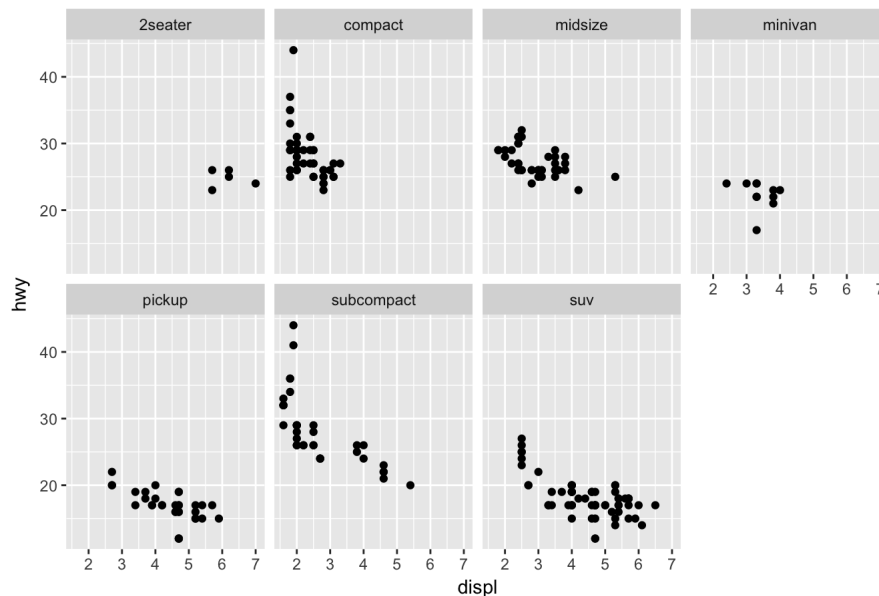 2seater compact midsize minivan
40
30
20
2 3 4 5 6 7
hwy
pickup subcompact suv
40
30
20
2 3 4 5 6 7 2 3 4 5 6 7 2 3 4 5 6 7
displ